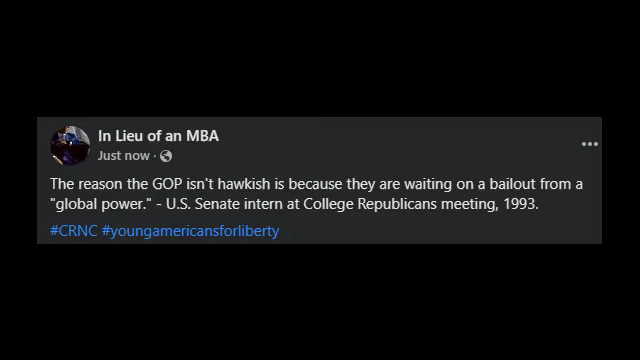 In Lieu of an MBA
Just now ·
The reason the GOP isn't hawkish is because they are waiting on a bailout from a
"global power." - U.S. Senate intern at College Republicans meeting, 1993.
#CRNC #youngamericansforliberty